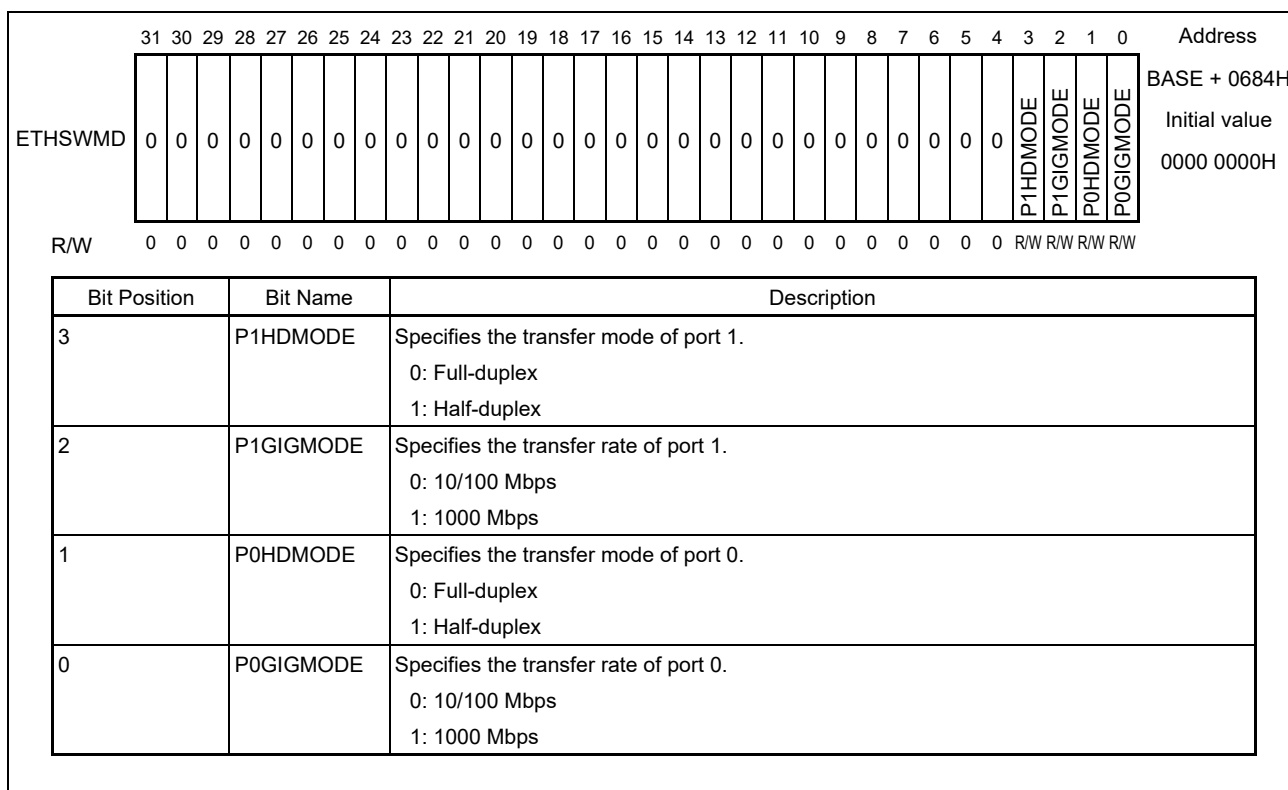 31 30 29 28 27 26 25 24 23 22 21 20 19 18 17 16 15 14 13 12 11 10 9 8 7 6 5 4 3 2 1 0 Address
BASE + 0684H
ETHSWMD 0 0 0 0 0 0 0 0 0 0 0 0 0 0 0 0 0 0 0 0 0 0 0 0 0 0 0 0 P1HDMODE P1GIGMODE P0HDMODE P0GIGMODE
Initial value
0000 0000H
R/W 0 0 0 0 0 0 0 0 0 0 0 0 0 0 0 0 0 0 0 0 0 0 0 0 0 0 0 0 R/W R/W R/W R/W
Bit Position Bit Name Description
3 P1HDMODE Specifies the transfer mode of port 1.
0: Full-duplex
1: Half-duplex
2 P1GIGMODE Specifies the transfer rate of port 1.
0: 10/100 Mbps
1: 1000 Mbps
1 P0HDMODE Specifies the transfer mode of port 0.
0: Full-duplex
1: Half-duplex
0 P0GIGMODE Specifies the transfer rate of port 0.
0: 10/100 Mbps
1: 1000 Mbps